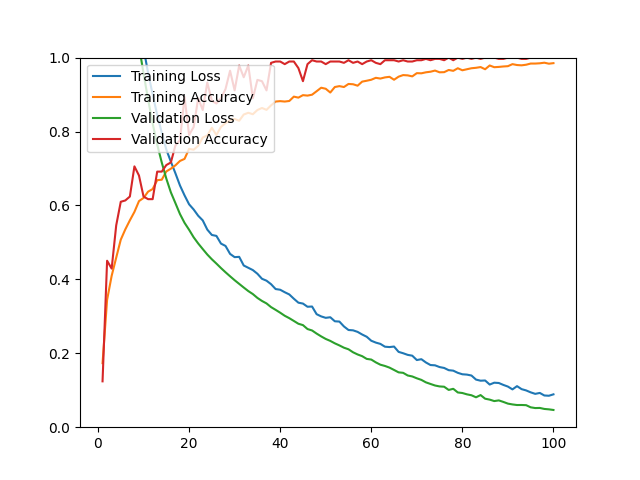 1.0
0.8
0.6
0.4
0.2
0.0
Training Loss
Training Accuracy
Validation Loss
Validation Accuracy
0 20 40 60 80 100